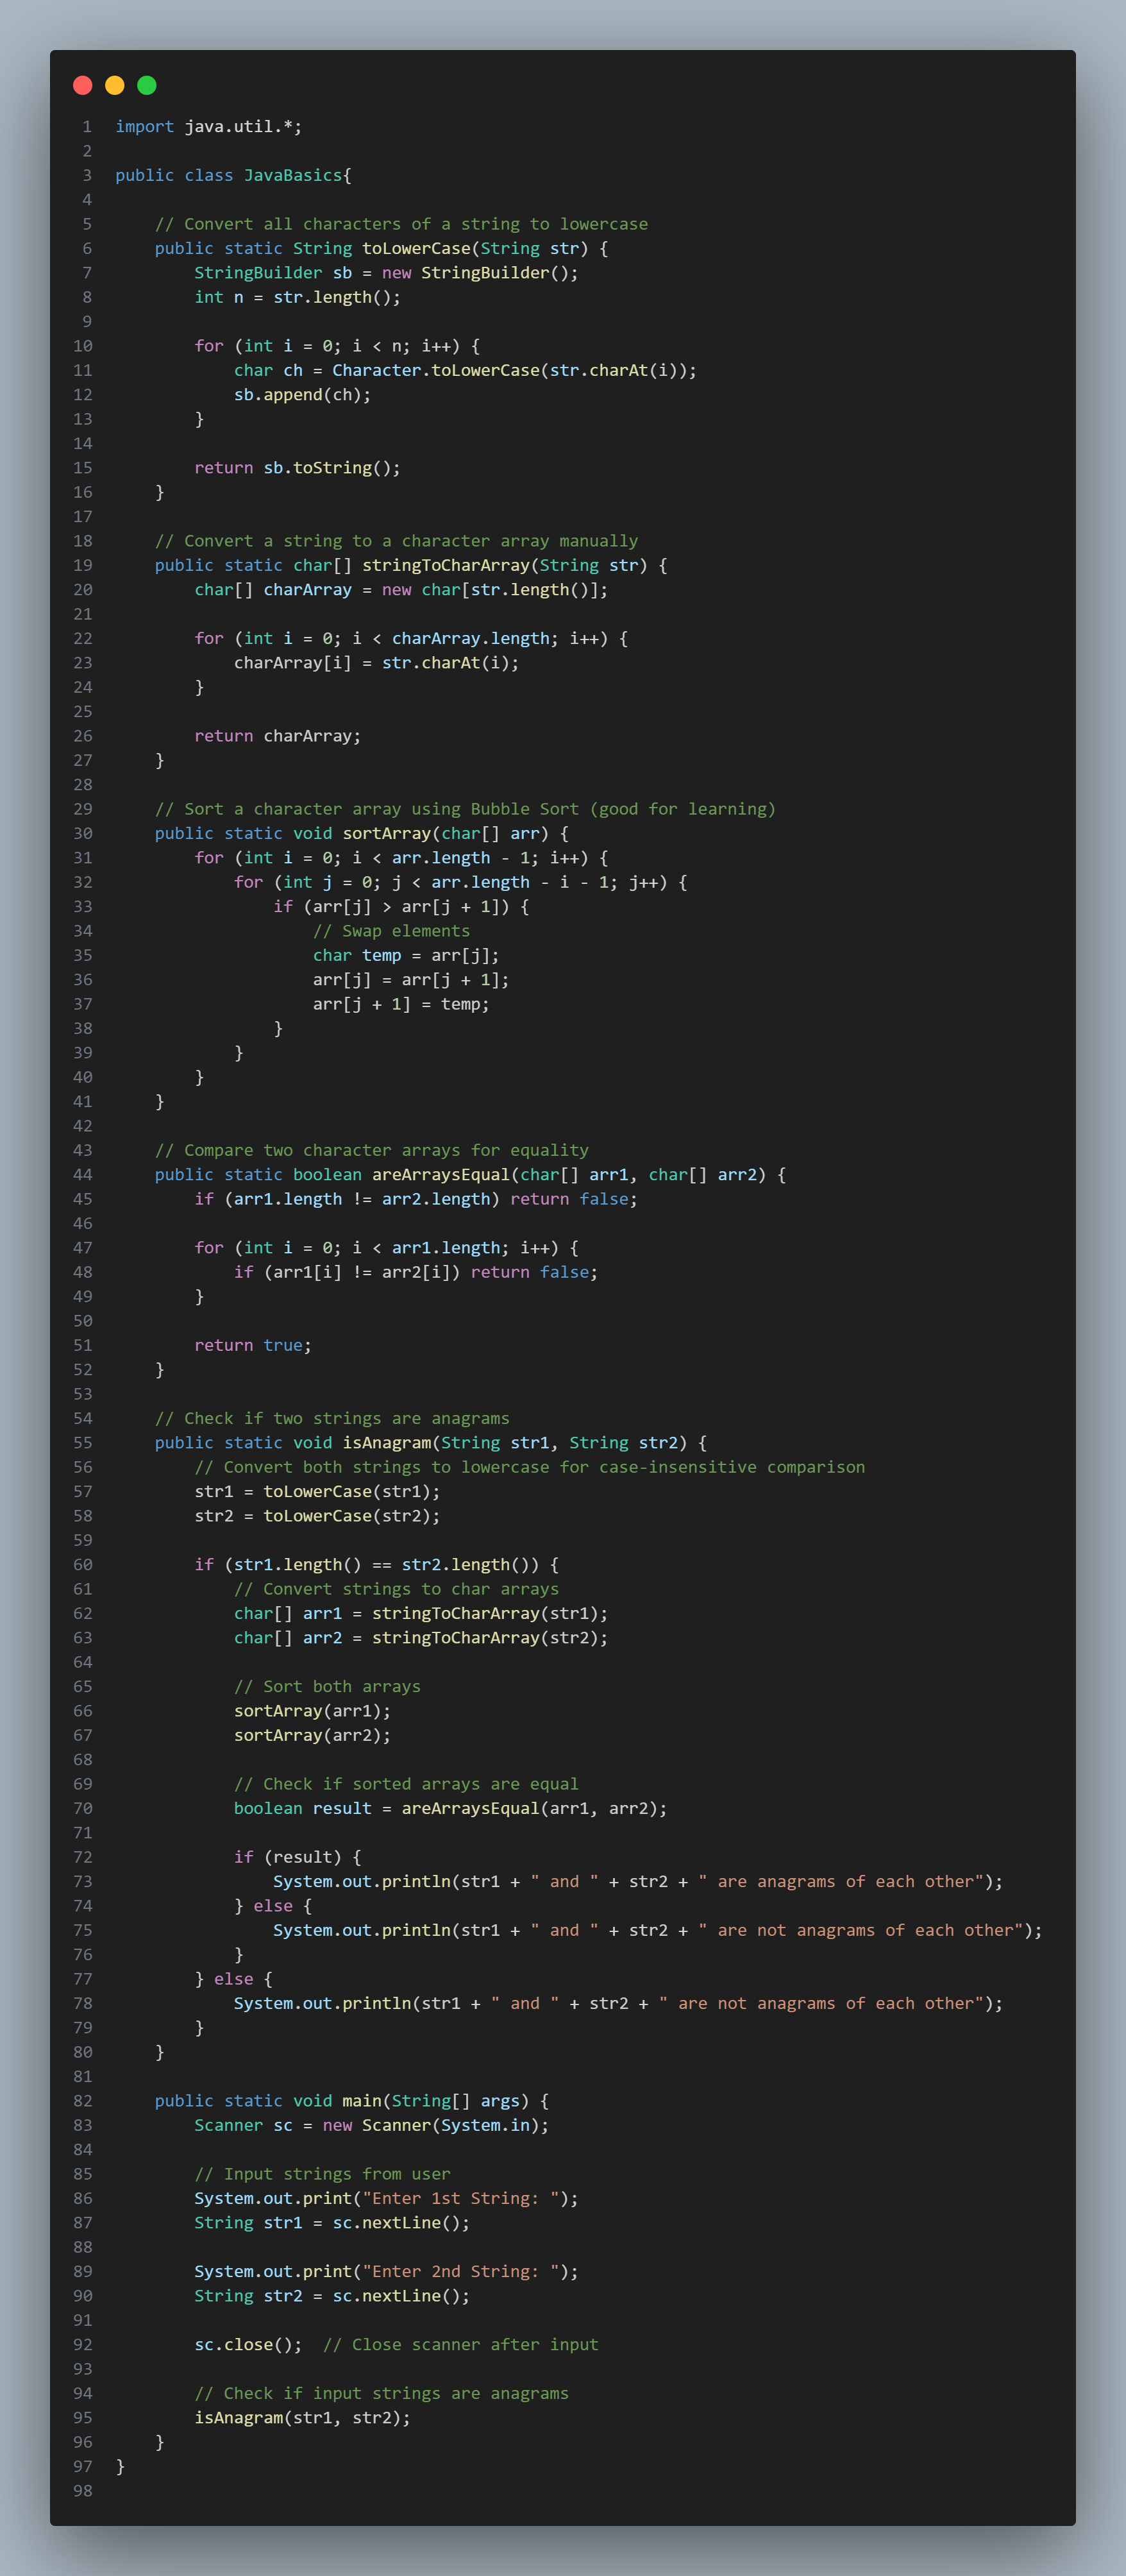 1 import java.util.*;
2
3 public class JavaBasics{
4
5     // Convert all characters of a string to lowercase
6     public static String toLowerCase(String str) {
7         StringBuilder sb = new StringBuilder();
8         int n = str.length();
9
10         for (int i = 0; i < n; i++) {
11             char ch = Character.toLowerCase(str.charAt(i));
12             sb.append(ch);
13         }
14
15         return sb.toString();
16     }
17
18     // Convert a string to a character array manually
19     public static char[] stringToCharArray(String str) {
20         char[] charArray = new char[str.length()];
21
22         for (int i = 0; i < charArray.length; i++) {
23             charArray[i] = str.charAt(i);
24         }
25
26         return charArray;
27     }
28
29     // Sort a character array using Bubble Sort (good for learning)
30     public static void sortArray(char[] arr) {
31         for (int i = 0; i < arr.length - 1; i++) {
32             for (int j = 0; j < arr.length - i - 1; j++) {
33                 if (arr[j] > arr[j + 1]) {
34                     // Swap elements
35                     char temp = arr[j];
36                     arr[j] = arr[j + 1];
37                     arr[j + 1] = temp;
38                 }
39             }
40         }
41     }
42
43     // Compare two character arrays for equality
44     public static boolean areArraysEqual(char[] arr1, char[] arr2) {
45         if (arr1.length != arr2.length) return false;
46
47         for (int i = 0; i < arr1.length; i++) {
48             if (arr1[i] != arr2[i]) return false;
49         }
50
51         return true;
52     }
53
54     // Check if two strings are anagrams
55     public static void isAnagram(String str1, String str2) {
56         // Convert both strings to lowercase for case-insensitive comparison
57         str1 = toLowerCase(str1);
58         str2 = toLowerCase(str2);
59
60         if (str1.length() == str2.length()) {
61             // Convert strings to char arrays
62             char[] arr1 = stringToCharArray(str1);
63             char[] arr2 = stringToCharArray(str2);
64
65             // Sort both arrays
66             sortArray(arr1);
67             sortArray(arr2);
68
69             // Check if sorted arrays are equal
70             boolean result = areArraysEqual(arr1, arr2);
71
72             if (result) {
73                 System.out.println(str1 + " and " + str2 + " are anagrams of each other");
74             } else {
75                 System.out.println(str1 + " and " + str2 + " are not anagrams of each other");
76             }
77         } else {
78             System.out.println(str1 + " and " + str2 + " are not anagrams of each other");
79         }
80     }
81
82     public static void main(String[] args) {
83         Scanner sc = new Scanner(System.in);
84
85         // Input strings from user
86         System.out.print("Enter 1st String: ");
87         String str1 = sc.nextLine();
88
89         System.out.print("Enter 2nd String: ");
90         String str2 = sc.nextLine();
91
92         sc.close();  // Close scanner after input
93
94         // Check if input strings are anagrams
95         isAnagram(str1, str2);
96     }
97 }
98